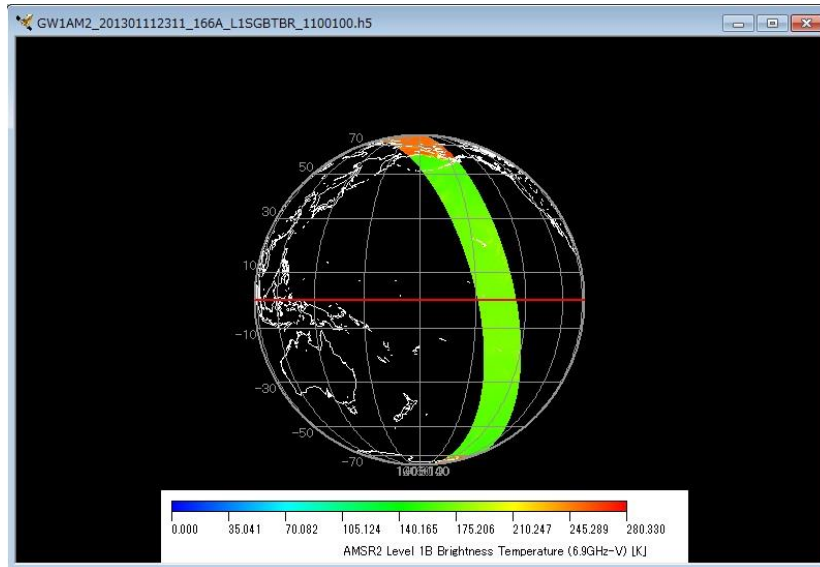 GW1AM2_201301112311_166A_L1SGBTBR_1100100.h5
70
50
30
10
-10
-30
-50
-70
0.000 35.041 70.082 105.124 140.165 175.206 210.247 245.289 280.330
AMSR2 Level 1B Brightness Temperature (6.9GHz-V) [K]